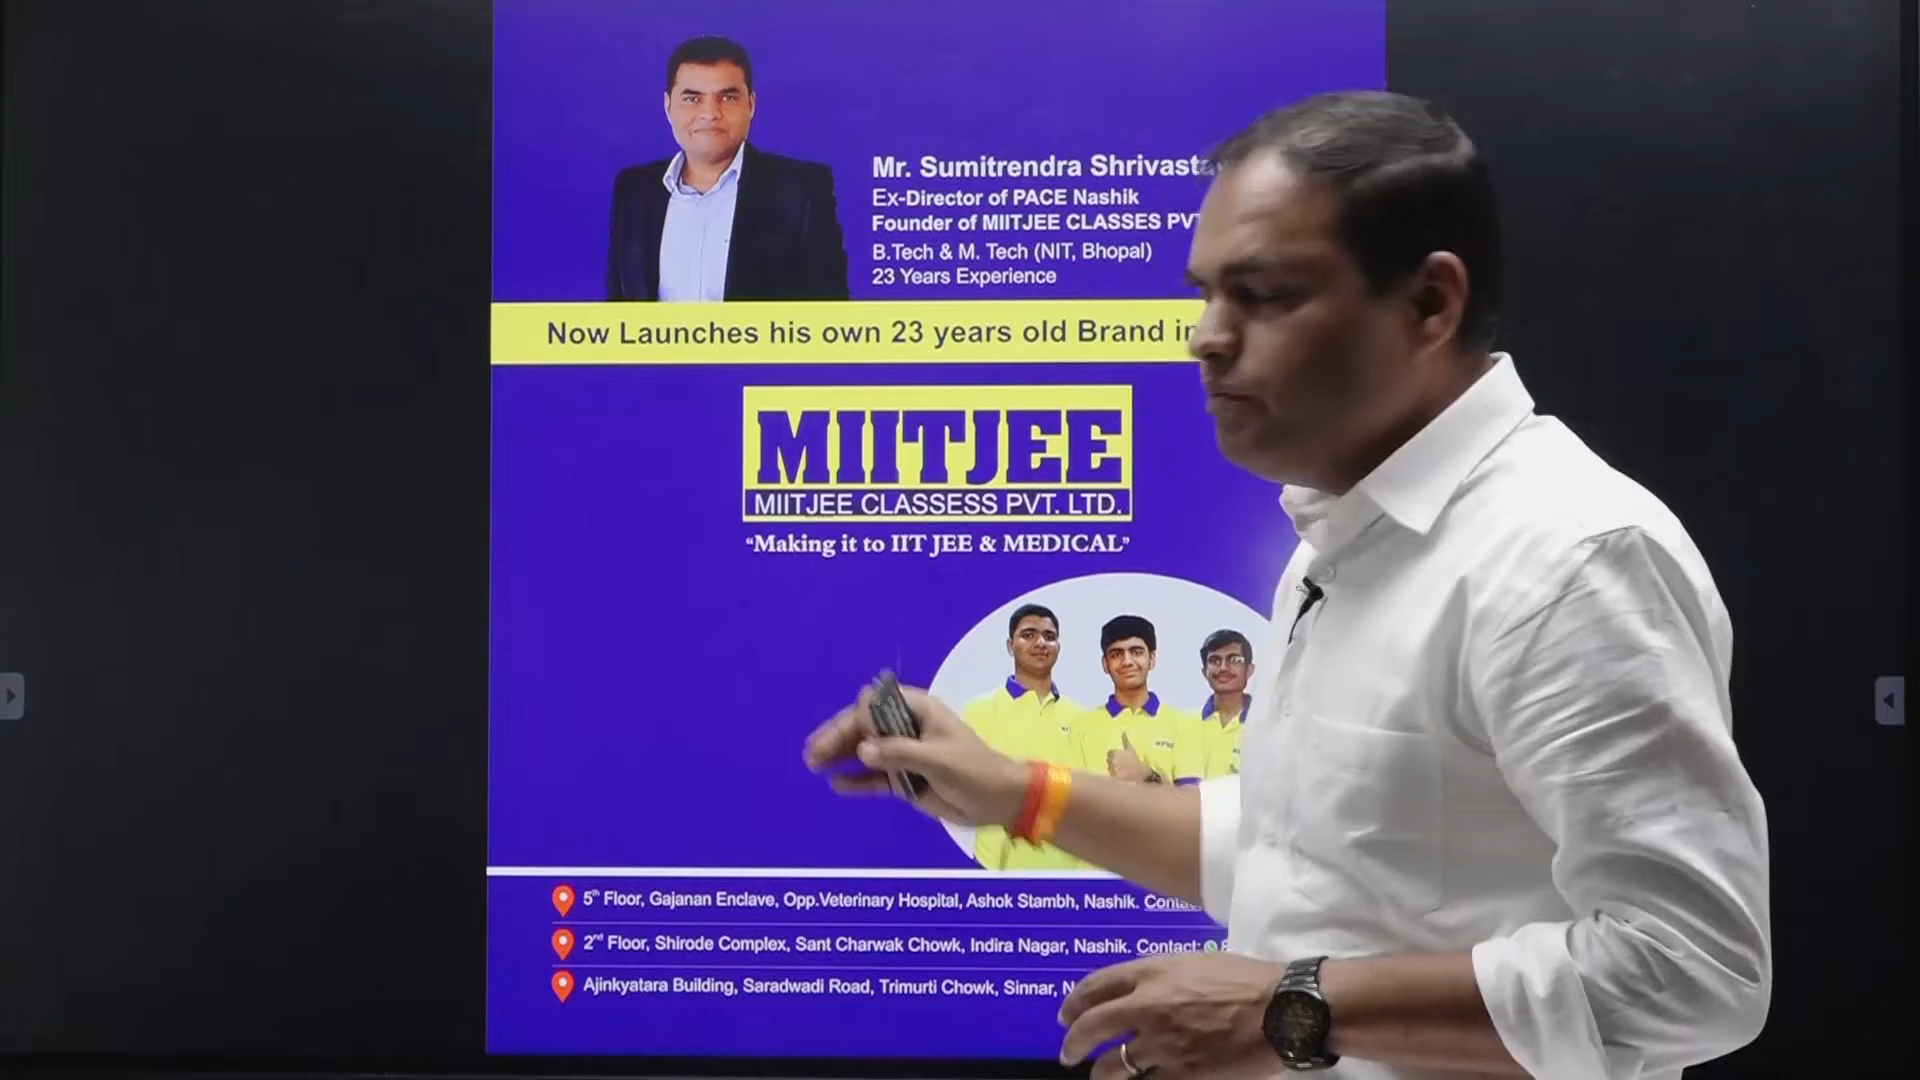 Mr. Sumitrendra Shrivasta
Ex-Director of PACE Nashik
Founder of MIITJEE CLASSES PVT
B.Tech & M. Tech (NIT, Bhopal)
23 Years Experience
Now Launches his own 23 years old Brand in
MIITJEE
MIITJEE CLASSESS PVT. LTD.
“Making it to IIT JEE & MEDICAL”
5th Floor, Gajanan Enclave, Opp.Veterinary Hospital, Ashok Stambh, Nashik. Contac
2nd Floor, Shirode Complex, Sant Charwak Chowk, Indira Nagar, Nashik. Contact: 8
Ajinkyatara Building, Saradwadi Road, Trimurti Chowk, Sinnar, N